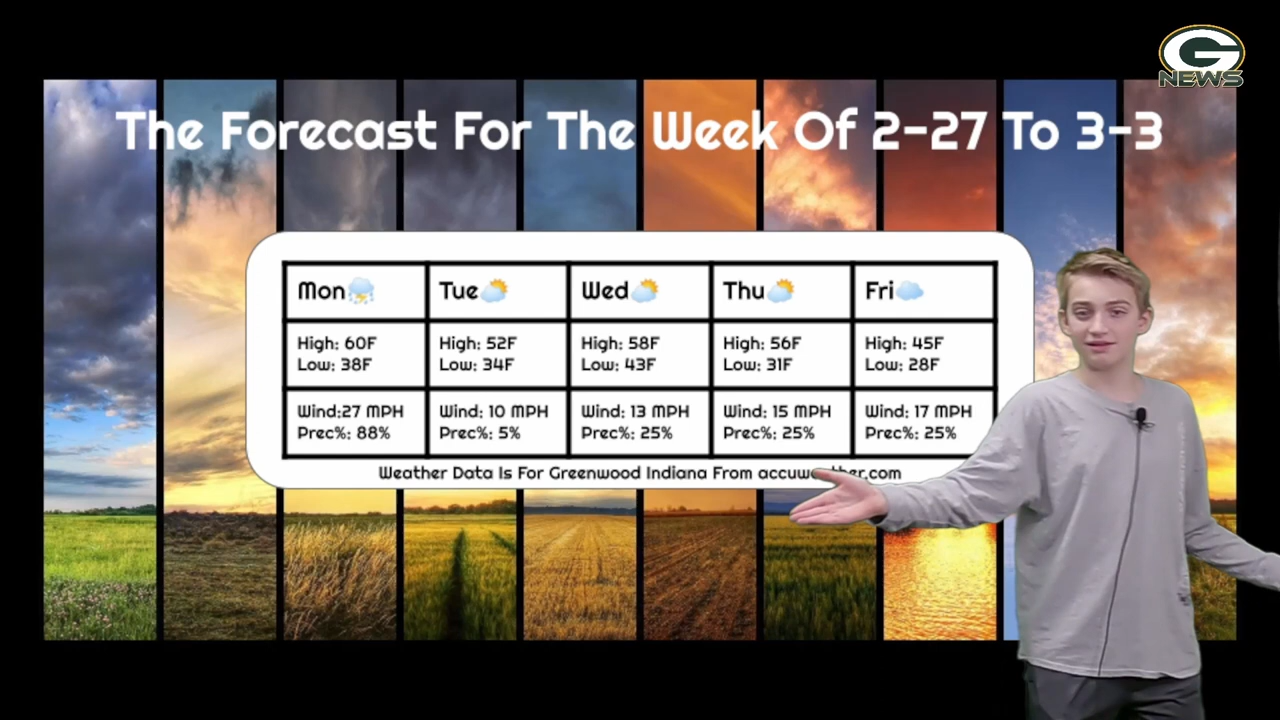 G
NEWS
The Forecast For The Week Of 2-27 To 3-3
Mon Tue Wed Thu Fri
High: 60F High: 52F High: 58F High: 56F High: 45F
Low: 38F Low: 34F Low: 43F Low: 31F Low: 28F
Wind:27 MPH Wind: 10 MPH Wind: 13 MPH Wind: 15 MPH Wind: 17 MPH
Prec%: 88% Prec%: 5% Prec%: 25% Prec%: 25% Prec%: 25%
Weather Data Is For Greenwood Indiana From accuweather.com